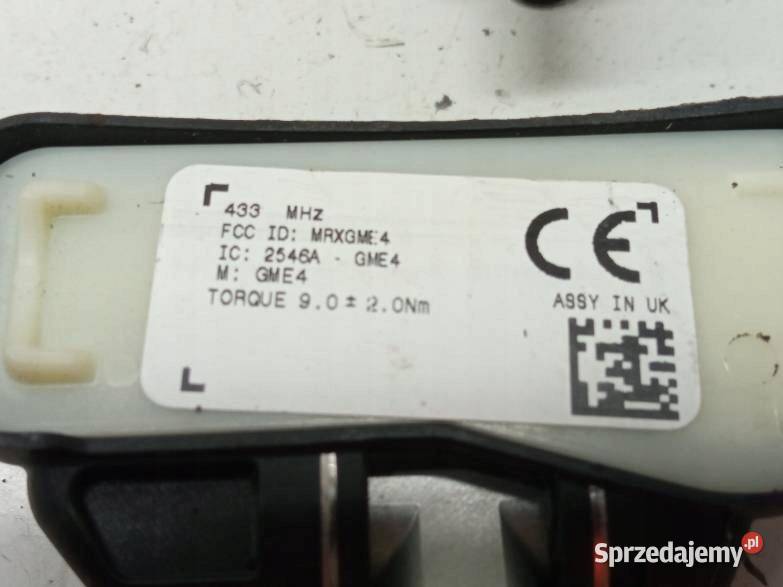 433 MHz
FCC ID: MRXGME4
IC: 2546A - GME4
M: GME4
TORQUE 9.0 ± 2.0Nm
CE
ASSY IN UK
Sprzedajemy.pl